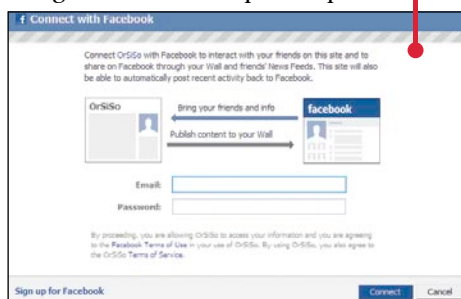 Connect with Facebook
Connect OrSiSo with Facebook to interact with your friends on this site and to
share on Facebook through your Wall and friends' News Feeds. This site will also
be able to automatically post recent activity back to Facebook.
OrSiSo
Bring your friends and info
facebook
Publish content to your Wall
Email:
Password:
By proceeding, you are allowing OrSiSo to access your information and you are agreeing
to the Facebook Terms of Use in your use of OrSiSo. By using OrSiSo, you also agree to
the OrSiSo Terms of Service.
Sign up for Facebook
Connect
Cancel